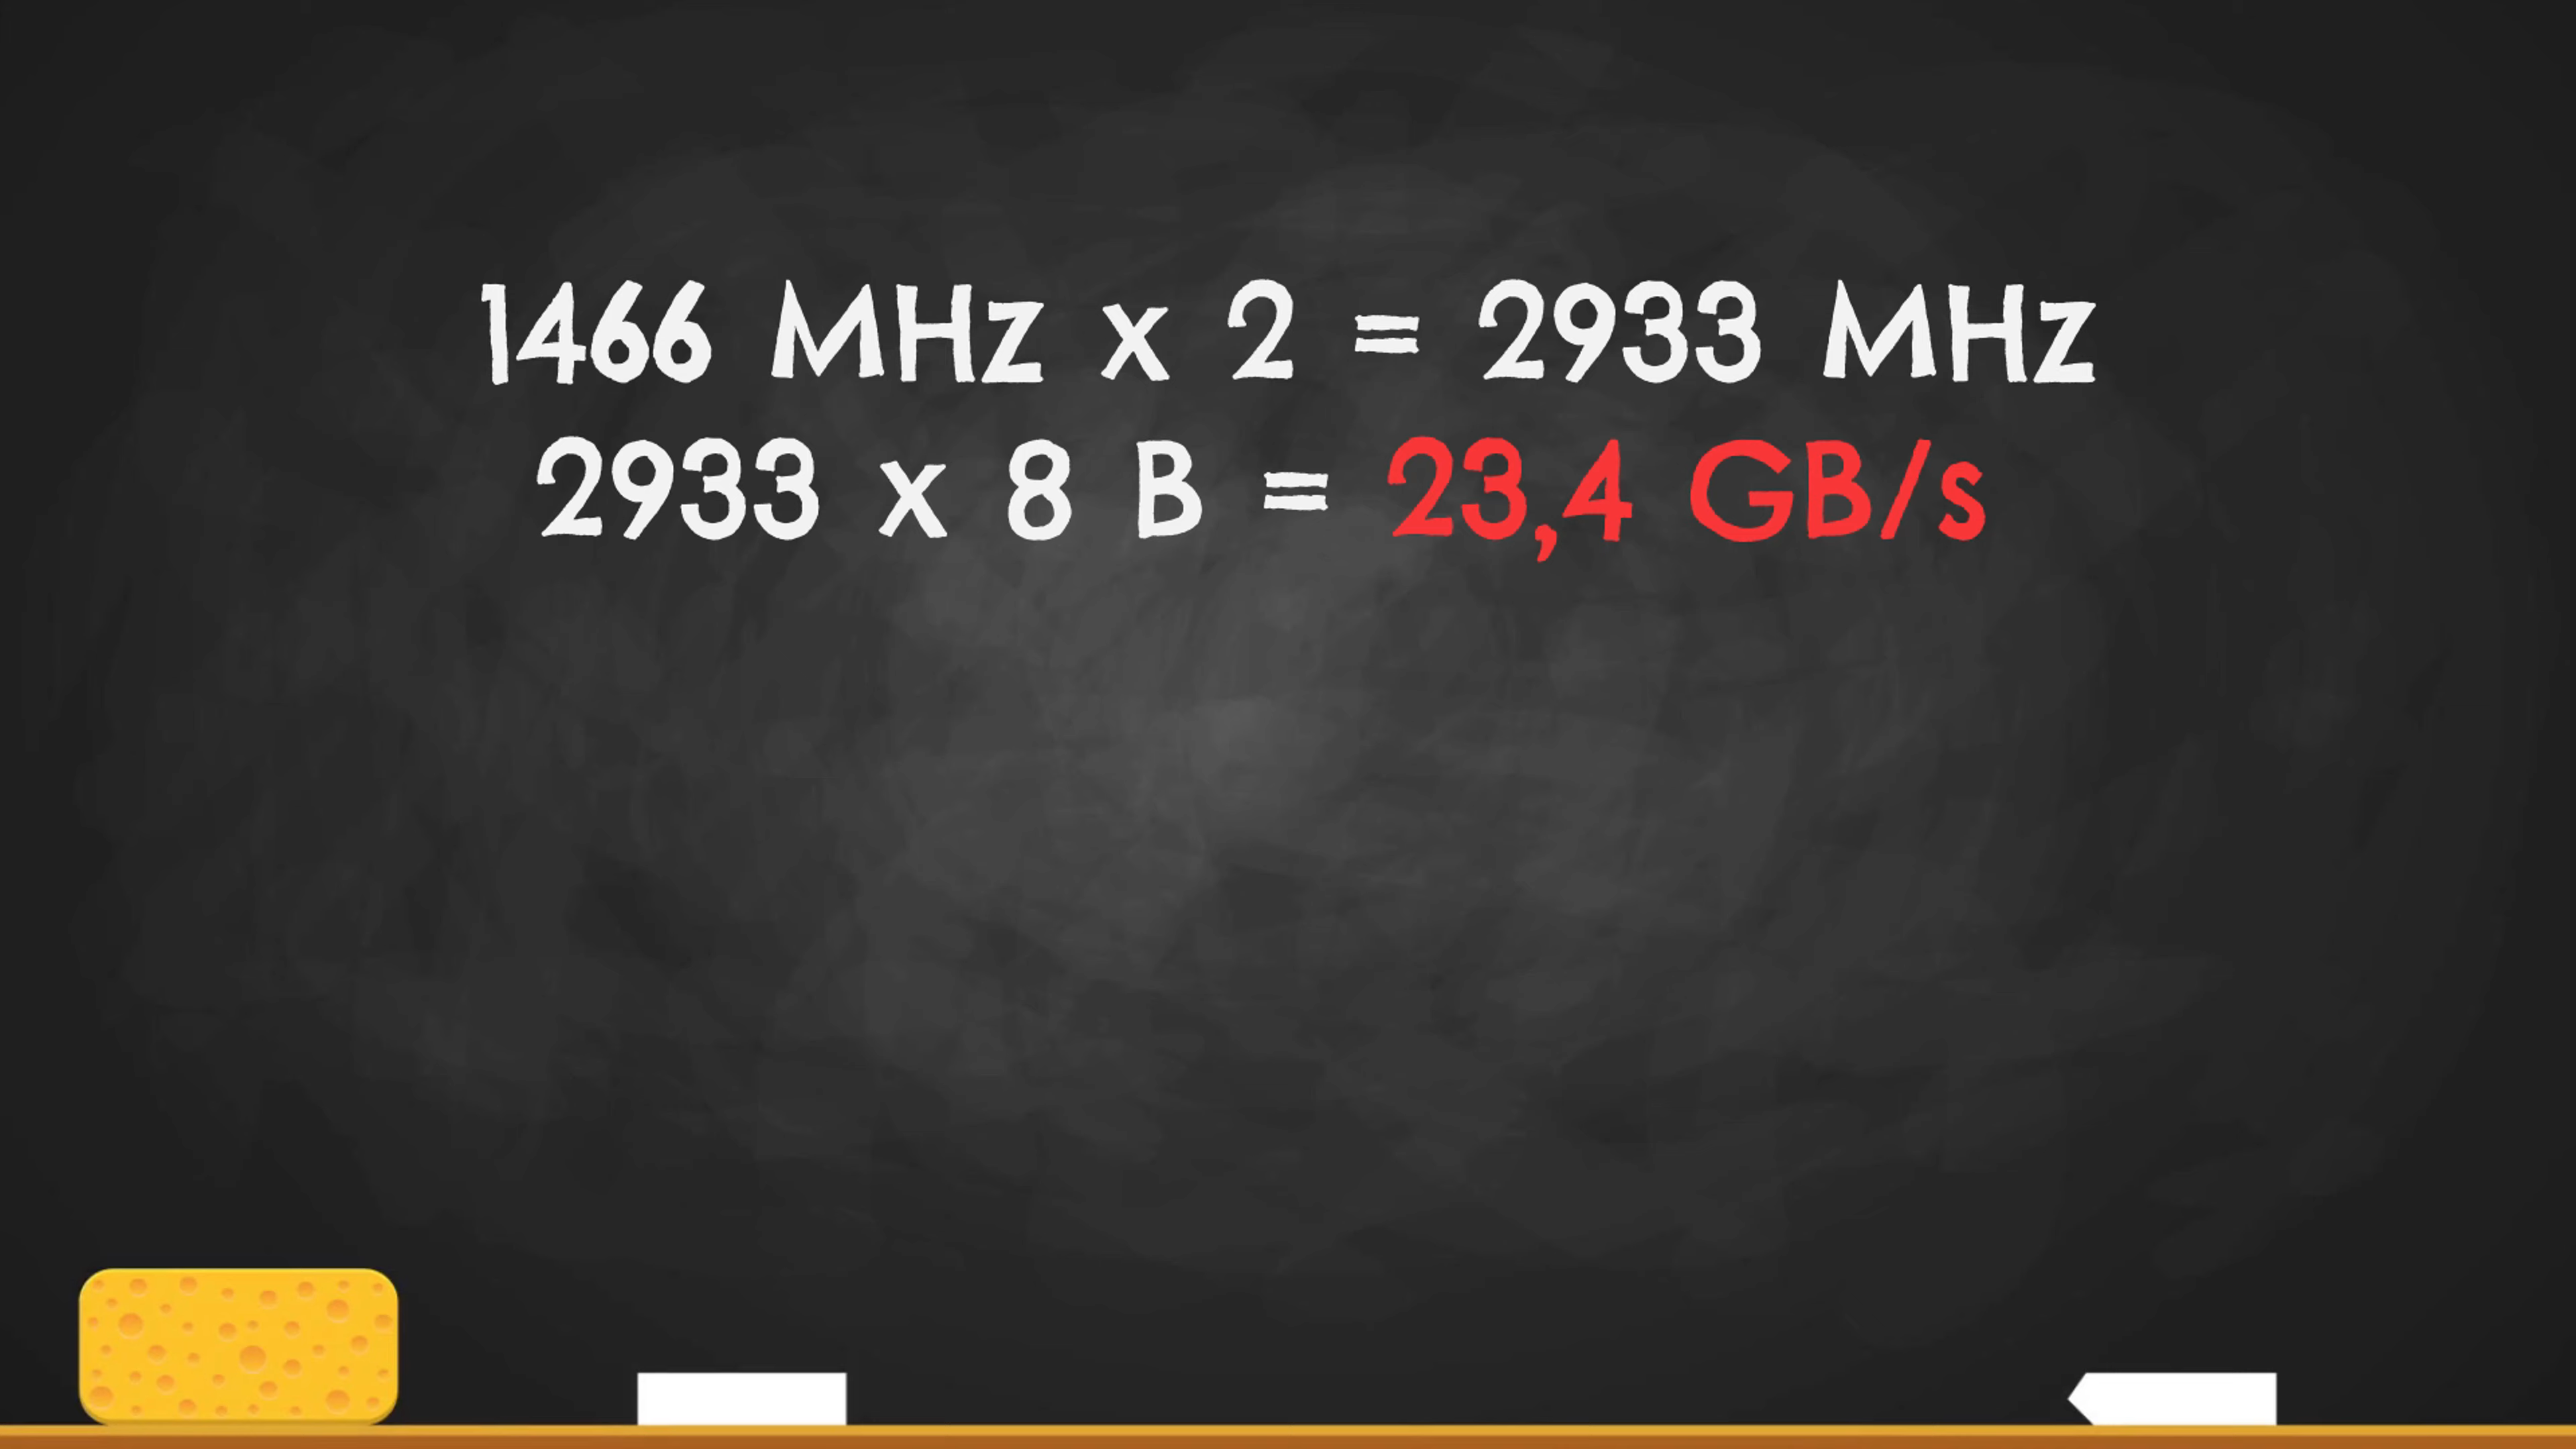 1466 MHz x 2 = 2933 MHz
2933 x 8 B = 23,4 GB/s